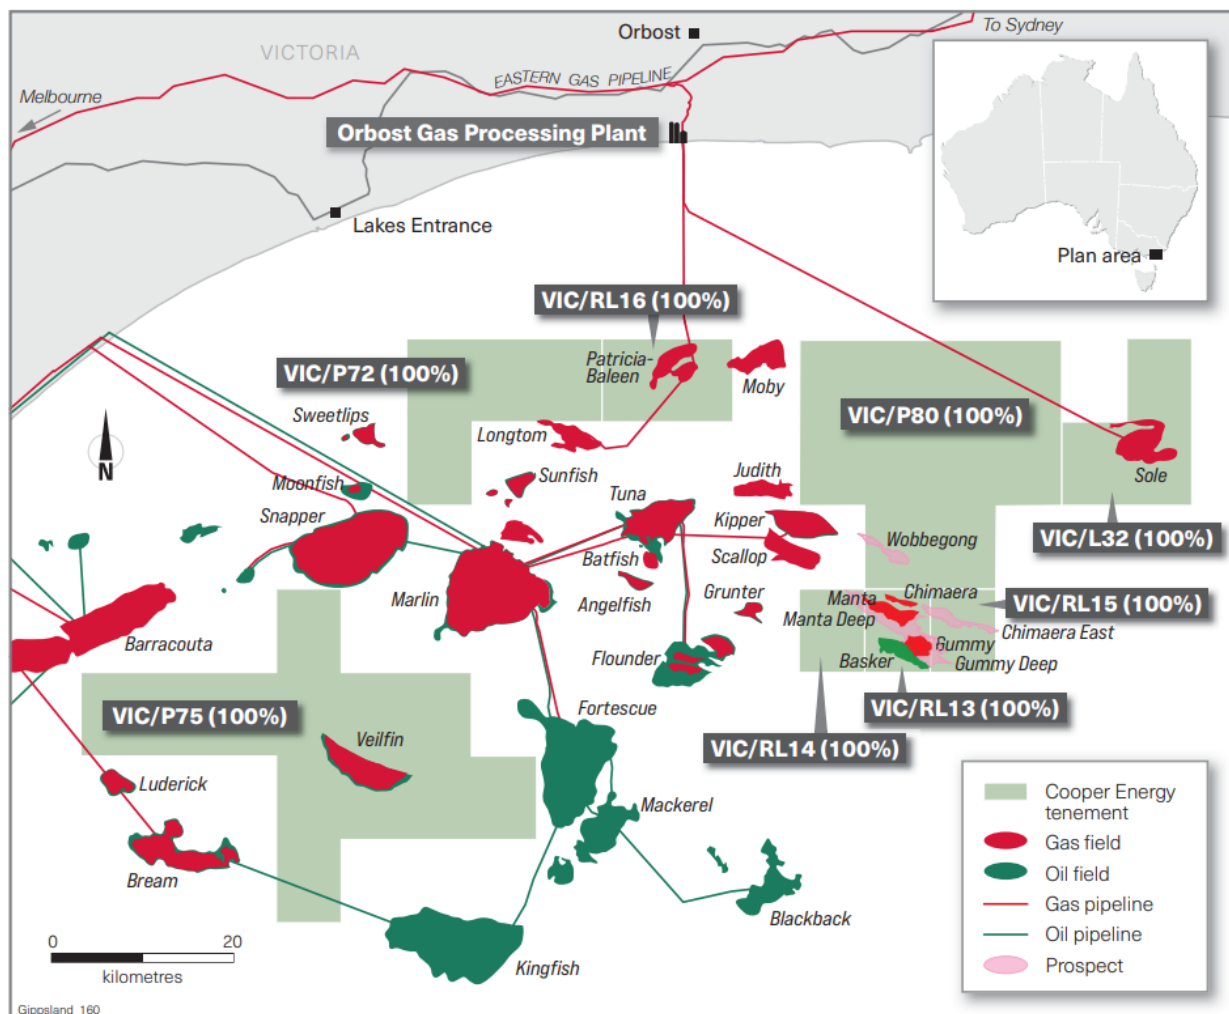 To Sydney
Orbost
VICTORIA
EASTERN GAS PIPELINE
Melbourne
Orbost Gas Processing Plant
Lakes Entrance
Plan area
VIC/RL16 (100%)
VIC/P72 (100%)
Patricia-
Baleen
Moby
VIC/P80 (100%)
Sweetlips
Longtom
N
Sole
Moonfish
Sunfish
Judith
Snapper
Tuna
Kipper
VIC/L32 (100%)
Wobbegong
Batfish
Scallop
Marlin
Angelfish
Grunter
Manta
Chimaera
VIC/RL15 (100%)
Manta Deep
Chimaera East
Barracouta
Flounder
Basker
Gummy
Gummy Deep
VIC/P75 (100%)
Fortescue
VIC/RL13 (100%)
Veilfin
VIC/RL14 (100%)
Luderick
Mackerel
Bream
Blackback
Kingfish
0 20
kilometres
Cooper Energy
tenement
Gas field
Oil field
Gas pipeline
Oil pipeline
Prospect
Gippsland_160